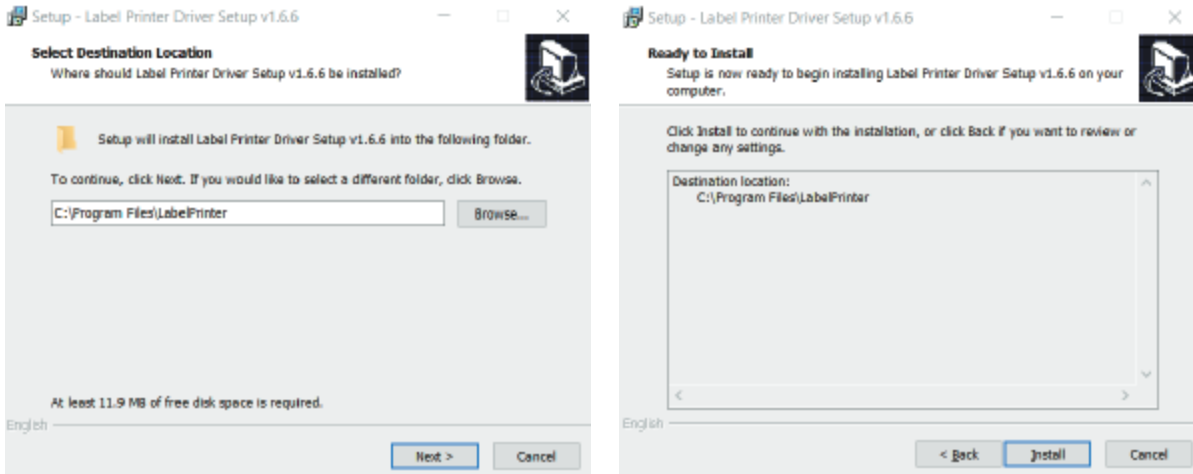 Setup - Label Printer Driver Setup v1.6.6
Select Destination Location
Where should Label Printer Driver Setup v1.6.6 be installed?
Setup will install Label Printer Driver Setup v1.6.6 into the following folder.
To continue, click Next. If you would like to select a different folder, click Browse.
C:\Program Files\LabelPrinter
Browse...
At least 11.9 MB of free disk space is required.
English
Next >
Cancel
Setup - Label Printer Driver Setup v1.6.6
Ready to Install
Setup is now ready to begin installing Label Printer Driver Setup v1.6.6 on your
computer.
Click Install to continue with the installation, or click Back if you want to review or
change any settings.
Destination location:
C:\Program Files\LabelPrinter
English
< Back
Install
Cancel